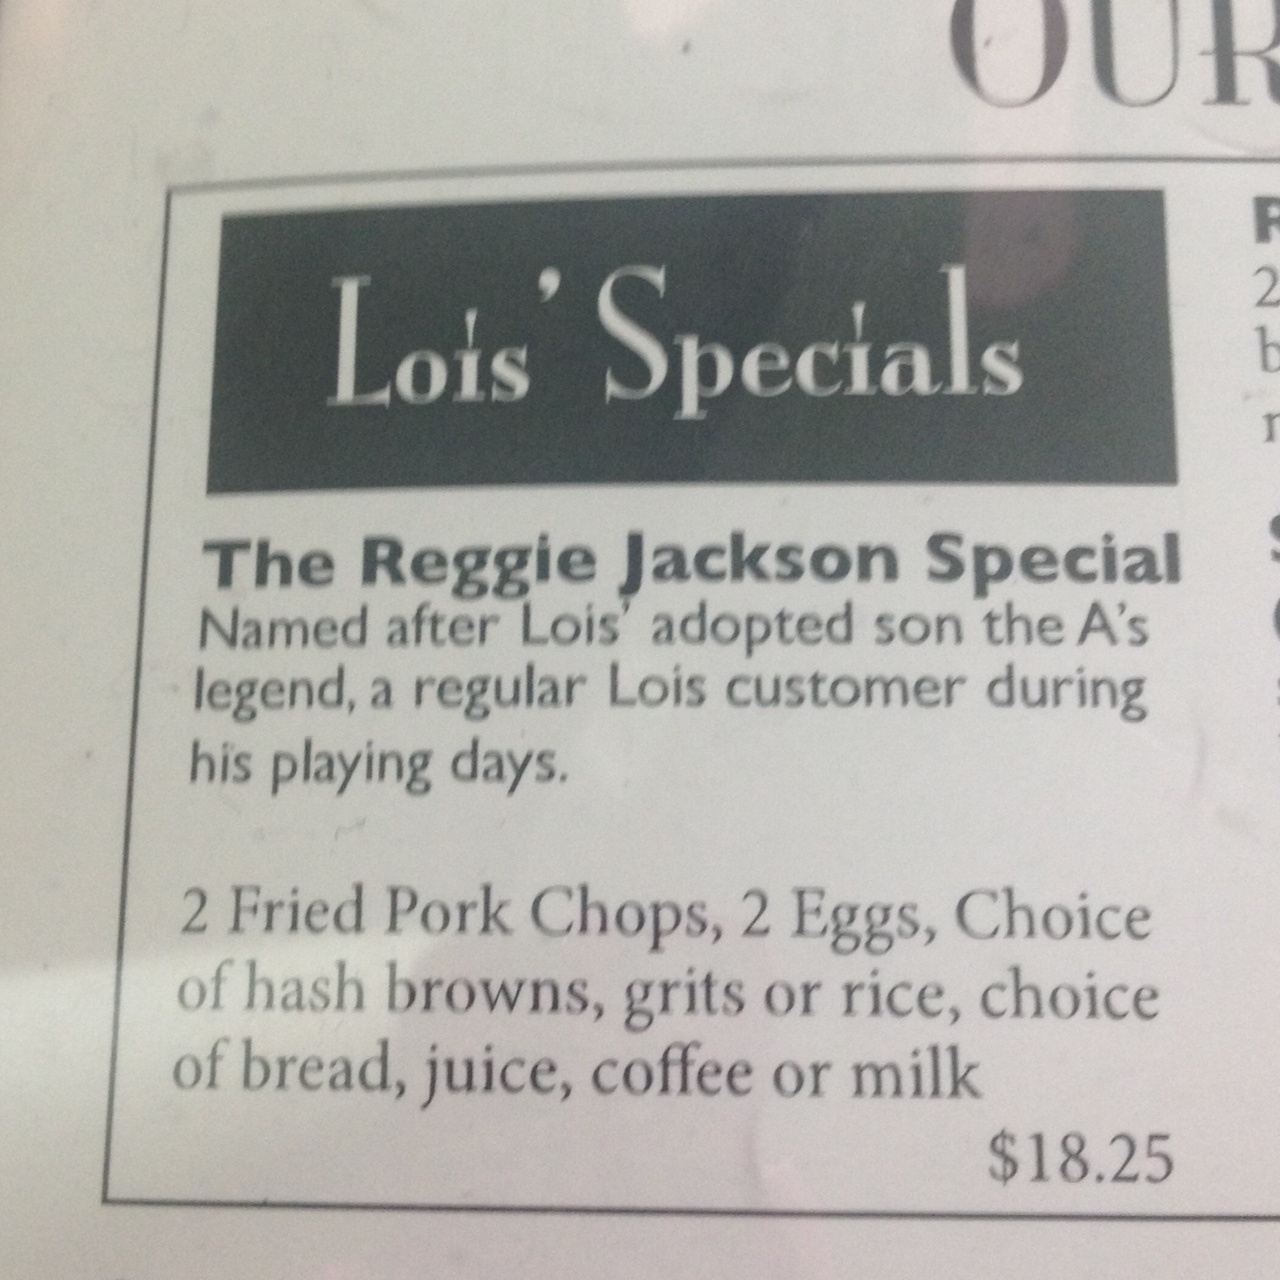 OUR
Lois' Specials
The Reggie Jackson Special
Named after Lois' adopted son the A's
legend, a regular Lois customer during
his playing days.
2 Fried Pork Chops, 2 Eggs, Choice
of hash browns, grits or rice, choice
of bread, juice, coffee or milk
$18.25